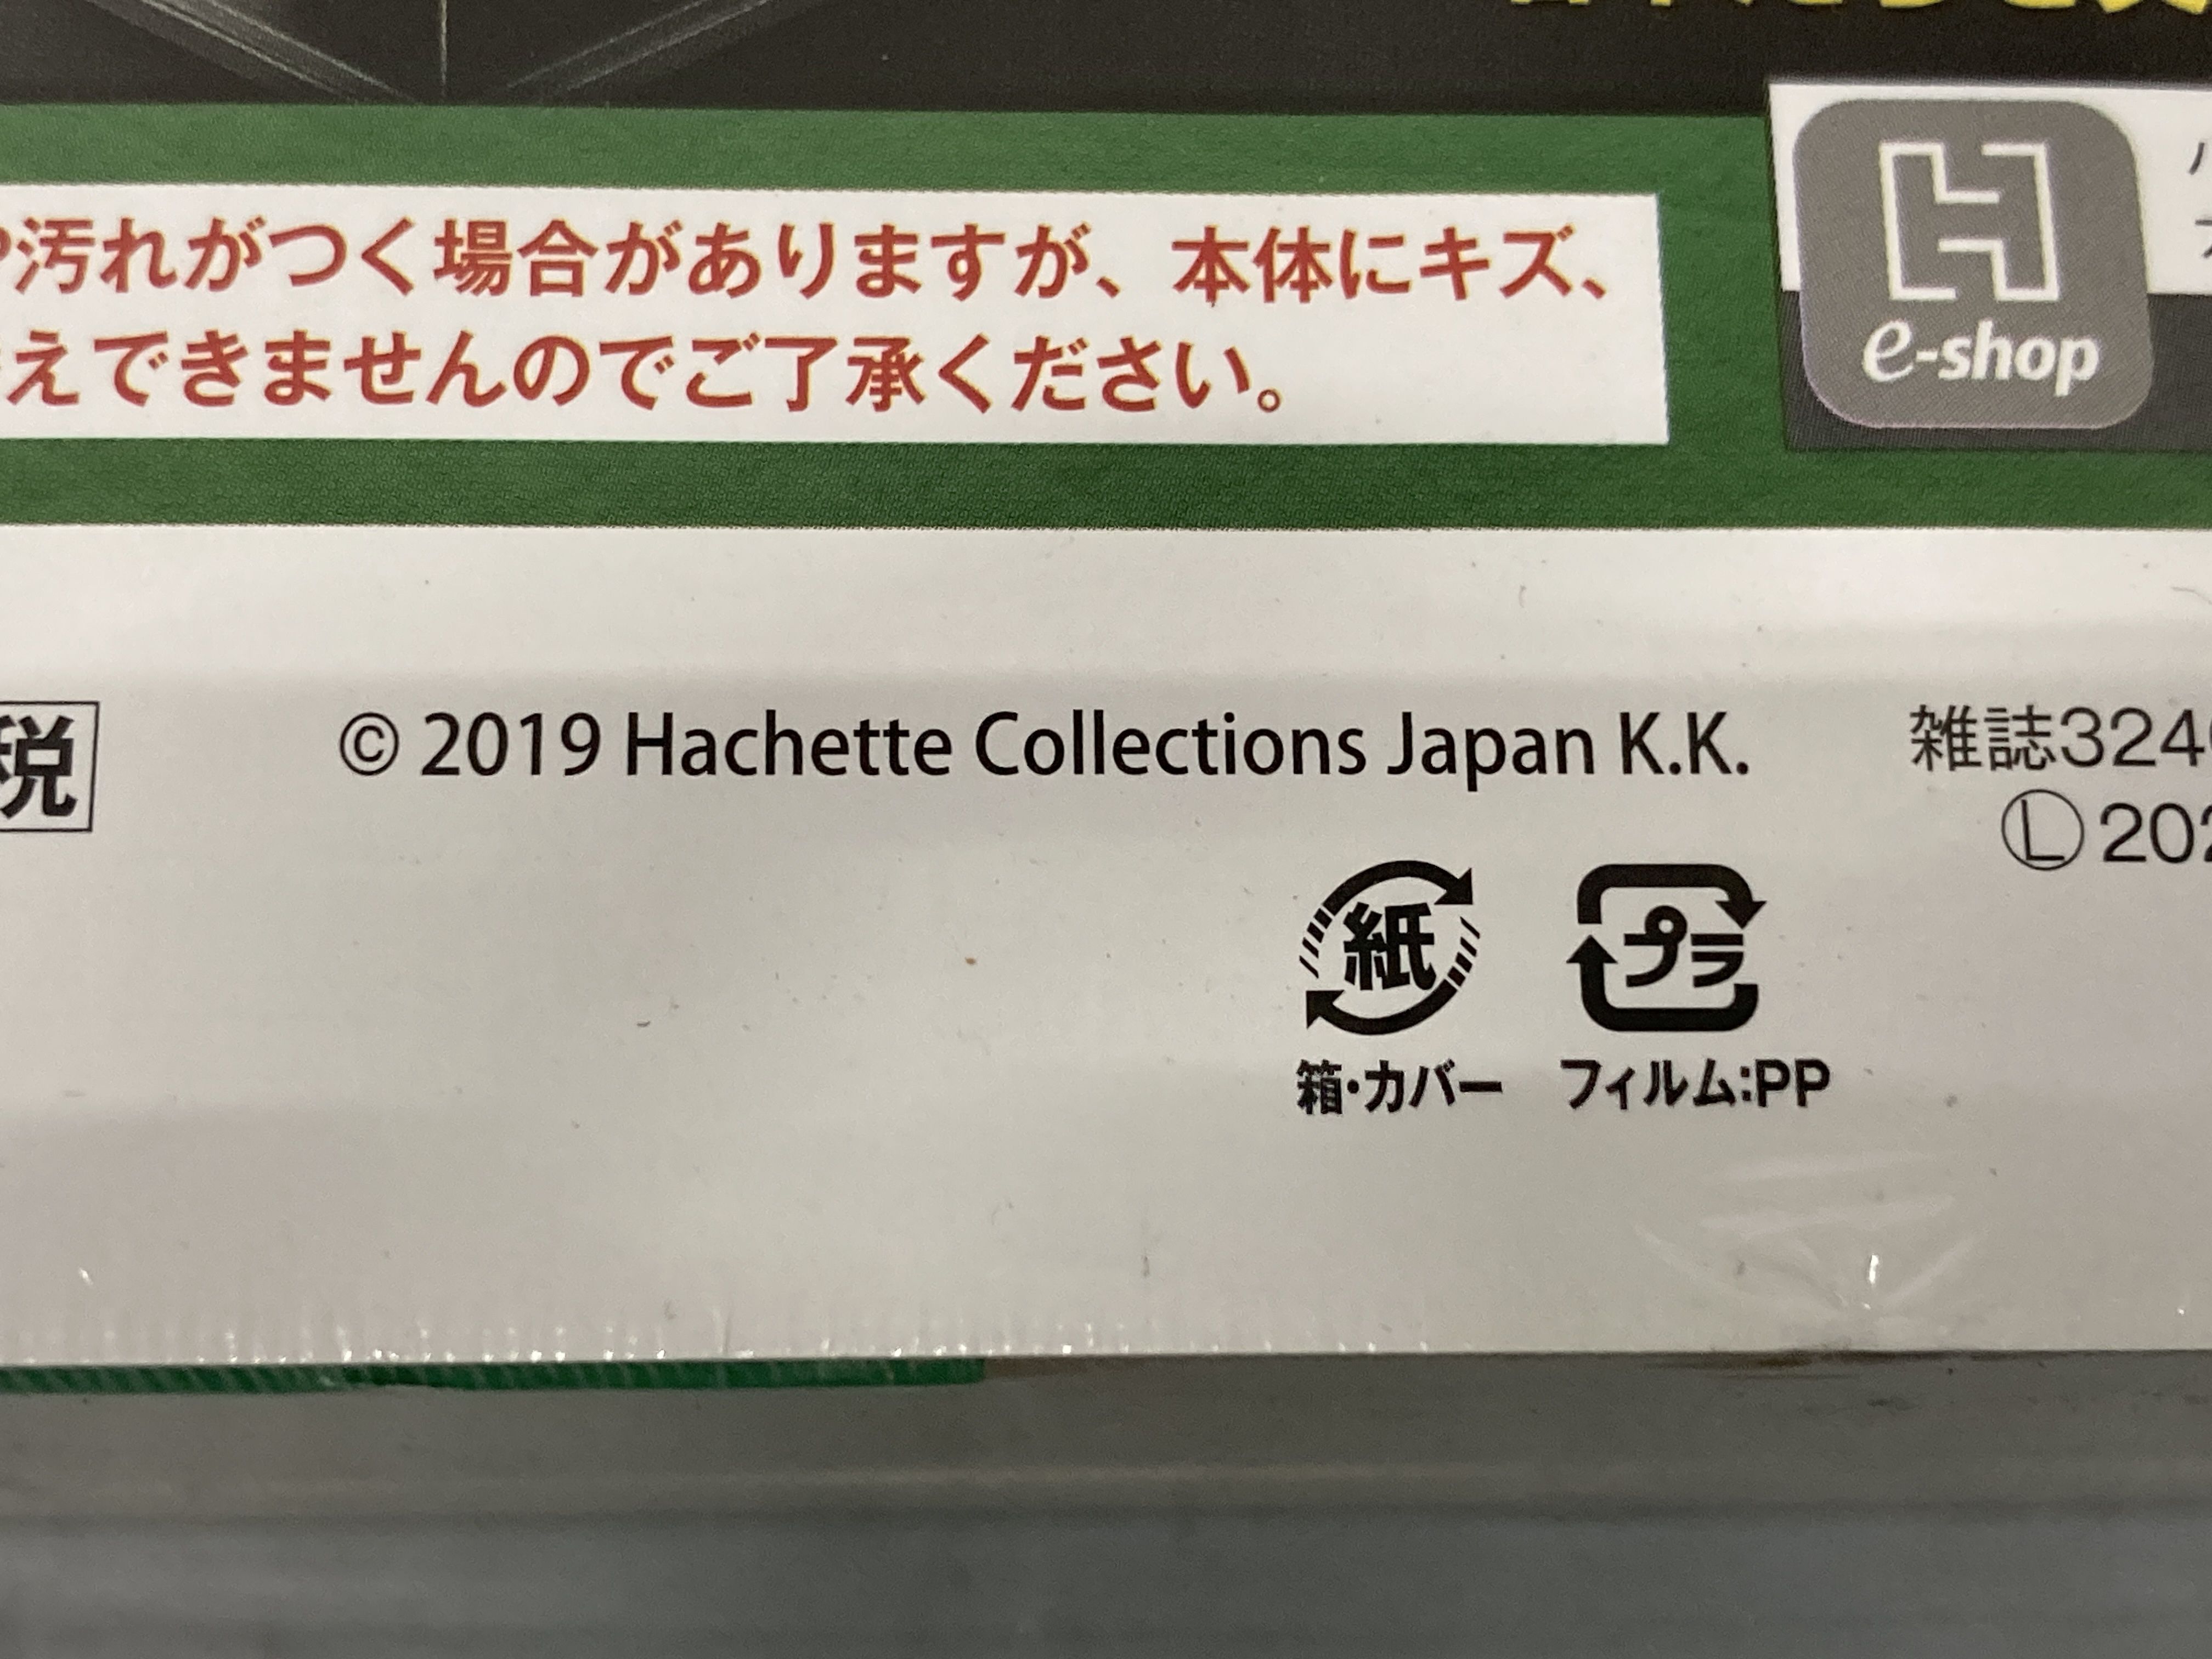 汚れがつく場合がありますが、本体にキズ、
えできませんのでご了承ください。
e-shop
税
© 2019 Hachette Collections Japan K.K.
雑誌324
Ⓛ202
紙
プラ
箱・カバー
フィルム:PP